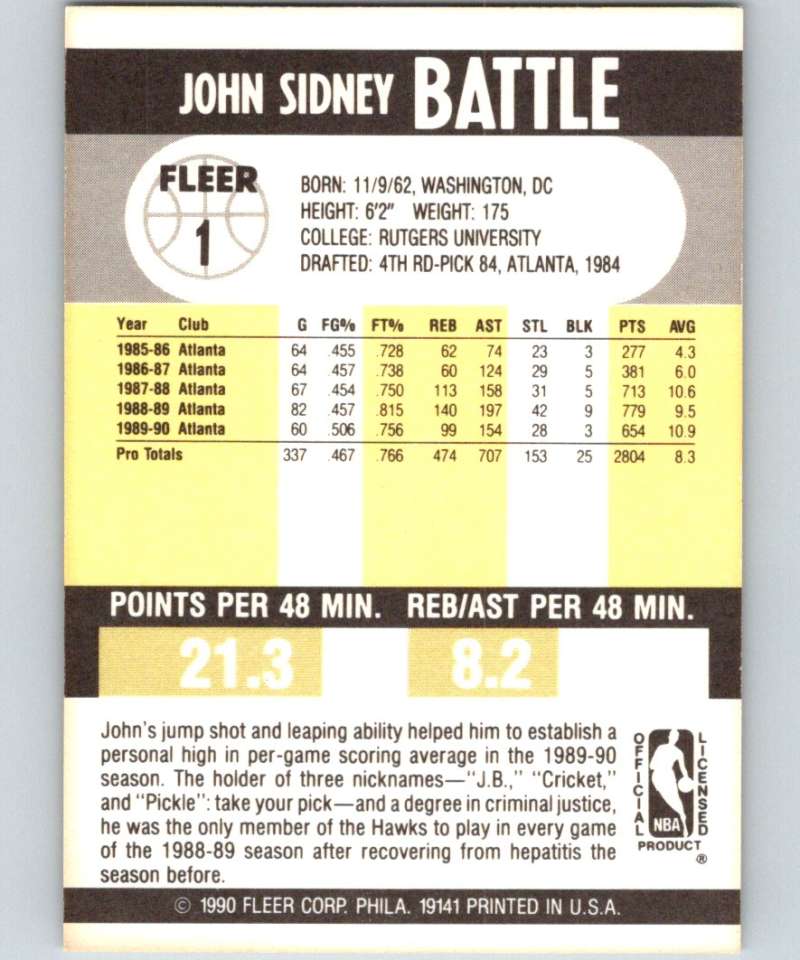 JOHN SIDNEY BATTLE
FLEER
1
BORN: 11/9/62, WASHINGTON, DC
HEIGHT: 6'2" WEIGHT: 175
COLLEGE: RUTGERS UNIVERSITY
DRAFTED: 4TH RD-PICK 84, ATLANTA, 1984
Year Club G FG% FT% REB AST STL BLK PTS AVG
1985-86 Atlanta 64 .455 .728 62 74 23 3 277 4.3
1986-87 Atlanta 64 .457 .738 60 124 29 5 381 6.0
1987-88 Atlanta 67 .454 .750 113 158 31 5 713 10.6
1988-89 Atlanta 82 .457 .815 140 197 42 9 779 9.5
1989-90 Atlanta 60 .506 .756 99 154 28 3 654 10.9
Pro Totals 337 .467 .766 474 707 153 25 2804 8.3
POINTS PER 48 MIN. REB/AST PER 48 MIN.
21.3 8.2
John's jump shot and leaping ability helped him to establish a
personal high in per-game scoring average in the 1989-90
season. The holder of three nicknames—"J.B.," "Cricket,"
and "Pickle": take your pick—and a degree in criminal justice,
he was the only member of the Hawks to play in every game
of the 1988-89 season after recovering from hepatitis the
season before.
OFFICIAL
NBA
LICENSED
PRODUCT
®
© 1990 FLEER CORP. PHILA. 19141 PRINTED IN U.S.A.